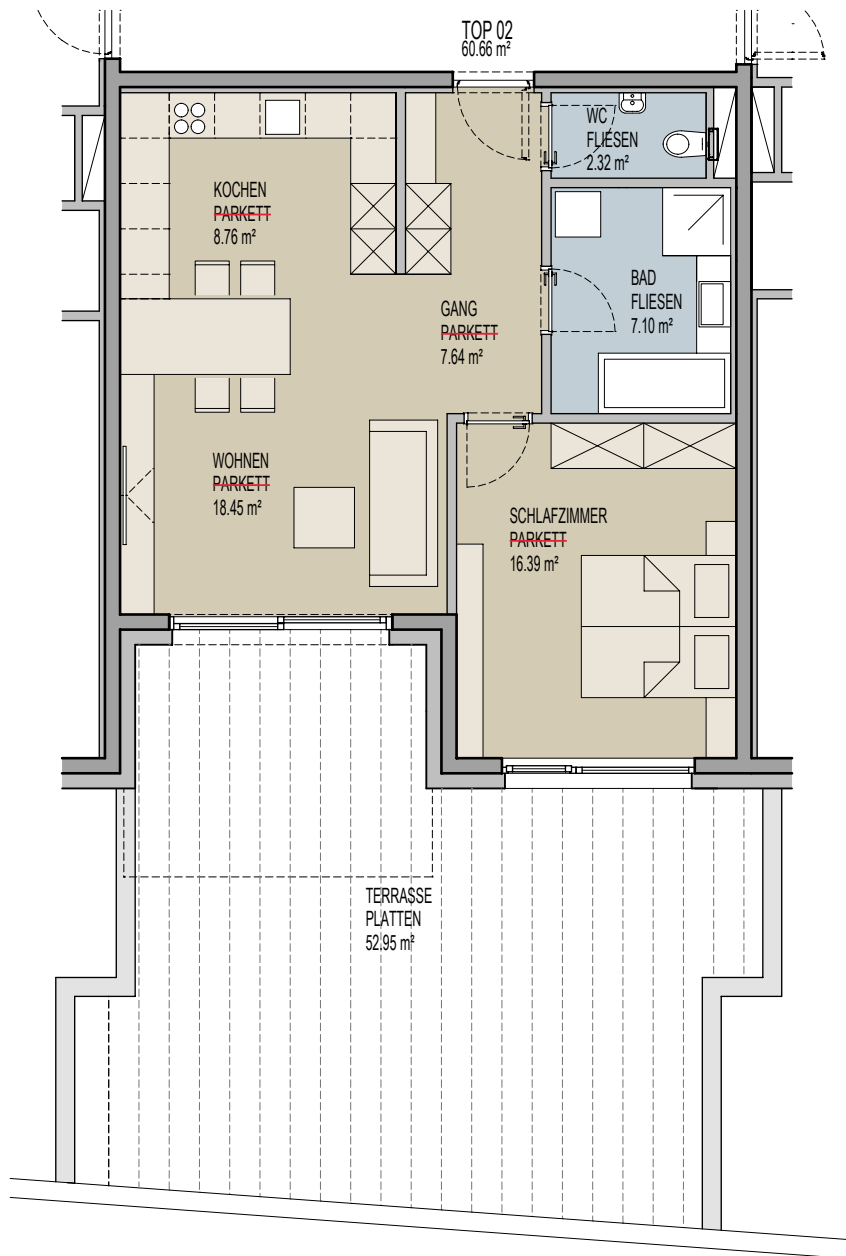 TOP 02
60.66 m²
WC
FLIESEN
2.32 m²
KOCHEN
PARKETT
8.76 m²
BAD
FLIESEN
7.10 m²
GANG
PARKETT
7.64 m²
WOHNEN
PARKETT
18.45 m²
SCHLAFZIMMER
PARKETT
16.39 m²
TERRASSE
PLATTEN
52.95 m²